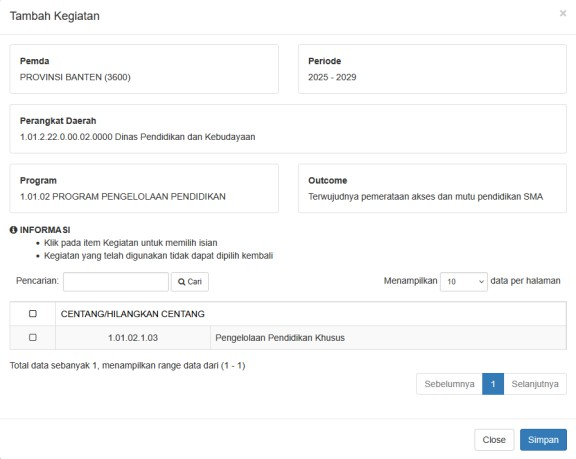 Tambah Kegiatan ×
Pemda
PROVINSI BANTEN (3600)
Periode
2025 - 2029
Perangkat Daerah
1.01.2.22.0.00.02.0000 Dinas Pendidikan dan Kebudayaan
Program
1.01.02 PROGRAM PENGELOLAAN PENDIDIKAN
Outcome
Terwujudnya pemerataan akses dan mutu pendidikan SMA
INFORMASI
• Klik pada item Kegiatan untuk memilih isian
• Kegiatan yang telah digunakan tidak dapat dipilih kembali
Pencarian: Cari Menampilkan 10 data per halaman
CENTANG/HILANGKAN CENTANG
1.01.02.1.03 Pengelolaan Pendidikan Khusus
Total data sebanyak 1, menampilkan range data dari (1 - 1)
Sebelumnya 1 Selanjutnya
Close Simpan